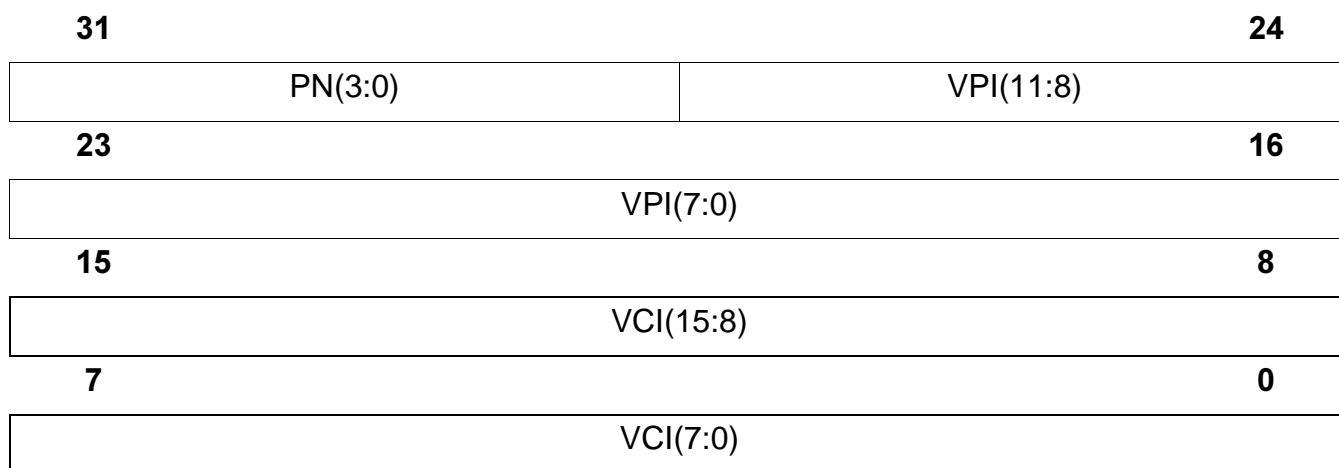 31 24
PN(3:0) VPI(11:8)
23 16
VPI(7:0)
15 8
VCI(15:8)
7 0
VCI(7:0)